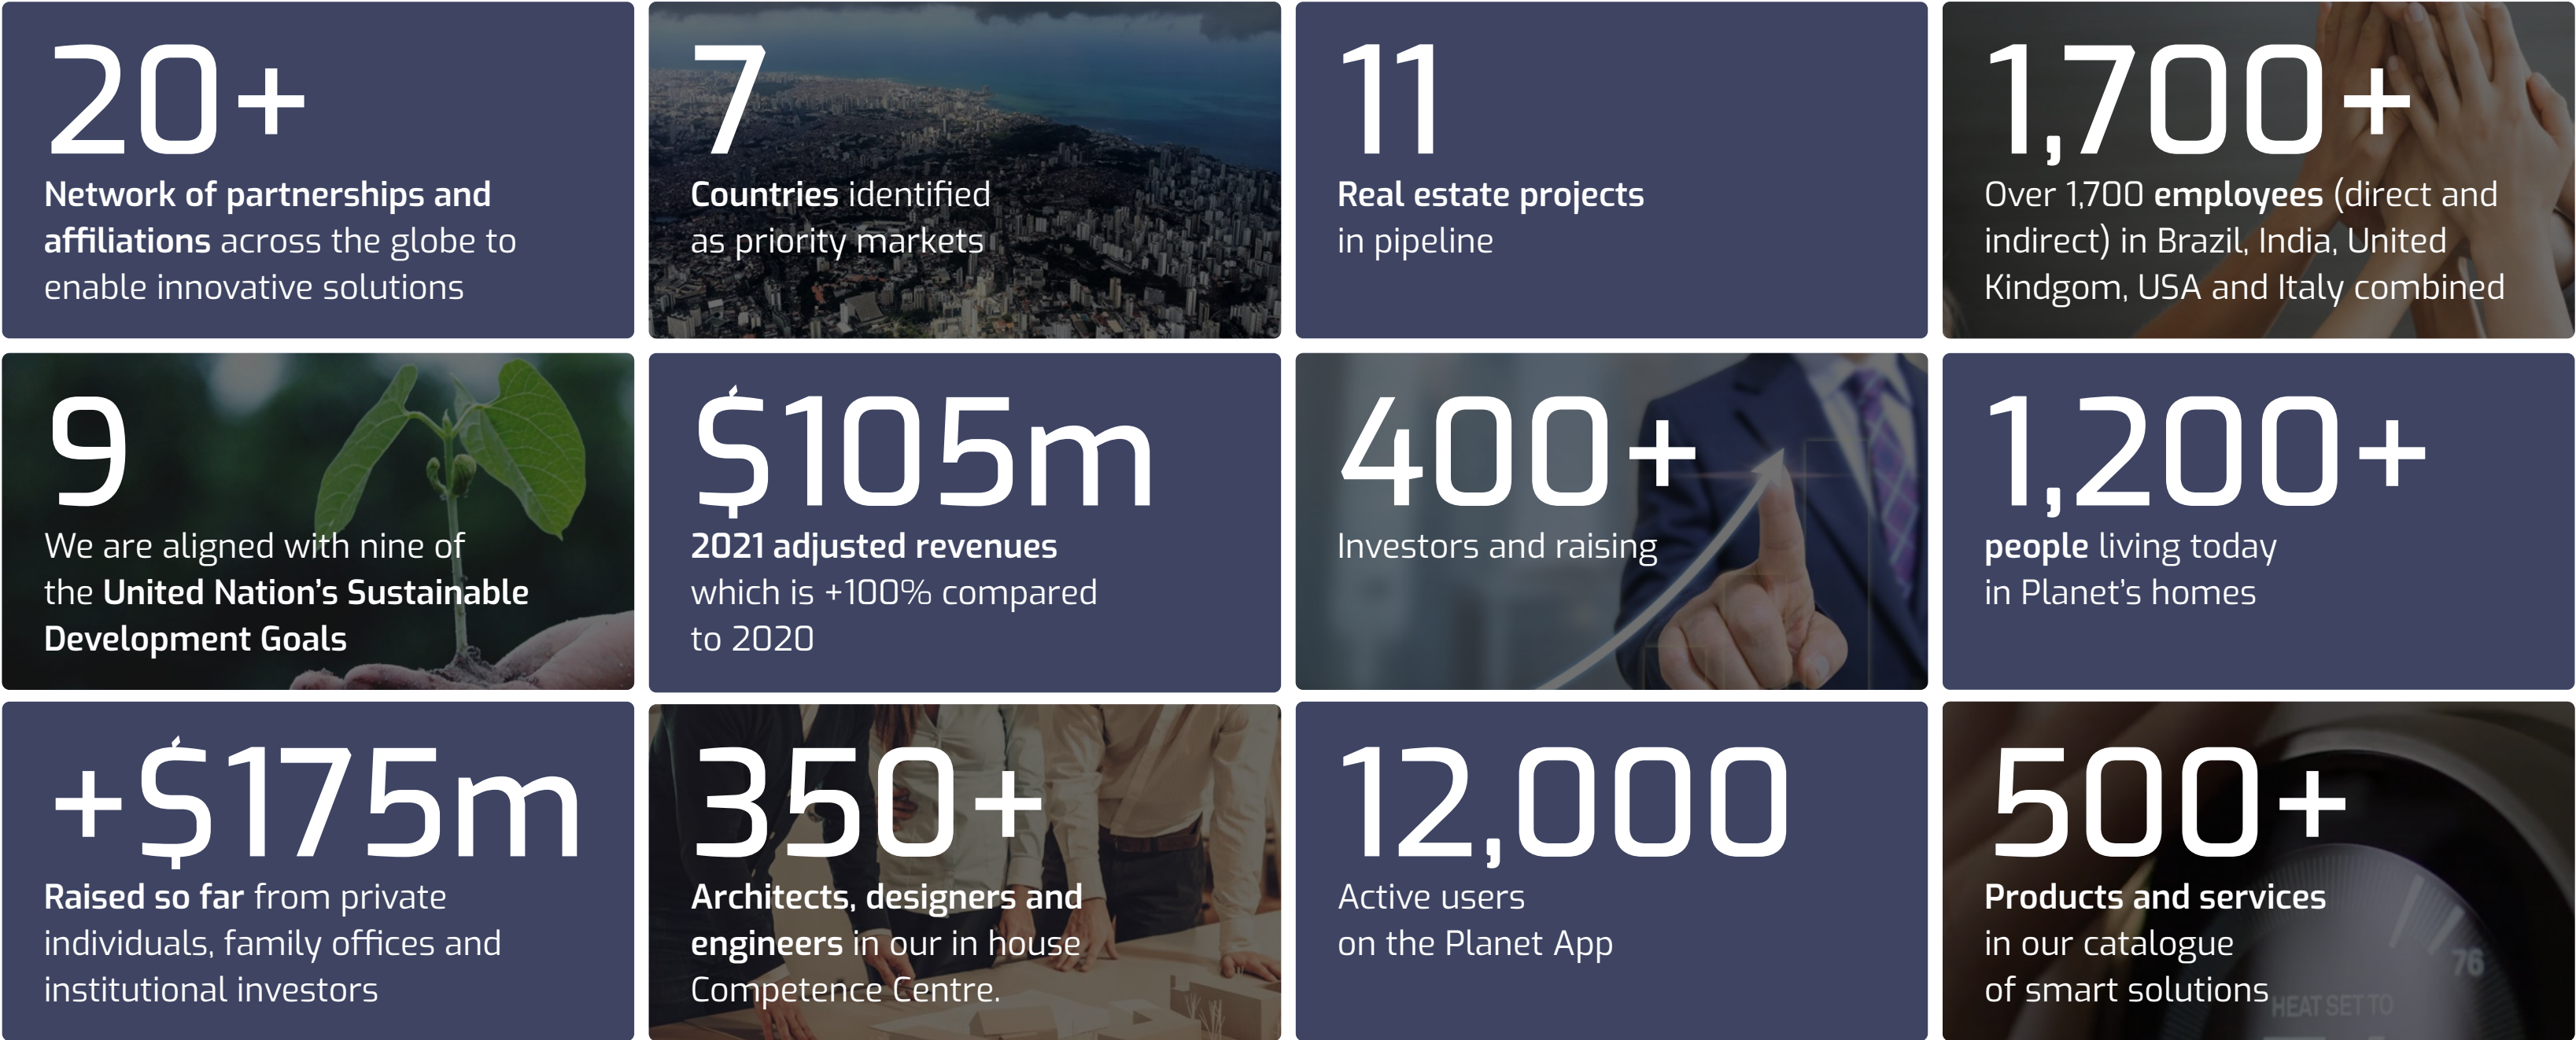 20+
Network of partnerships and
affiliations across the globe to
enable innovative solutions
7
Countries identified
as priority markets
11
Real estate projects
in pipeline
1,700+
Over 1,700 employees (direct and
indirect) in Brazil, India, United
Kindgom, USA and Italy combined
9
We are aligned with nine of
the United Nation’s Sustainable
Development Goals
$105m
2021 adjusted revenues
which is +100% compared
to 2020
400+
Investors and raising
1,200+
people living today
in Planet’s homes
+$175m
Raised so far from private
individuals, family offices and
institutional investors
350+
Architects, designers and
engineers in our in house
Competence Centre.
12,000
Active users
on the Planet App
500+
Products and services
in our catalogue
of smart solutions
76
HEAT SET TO